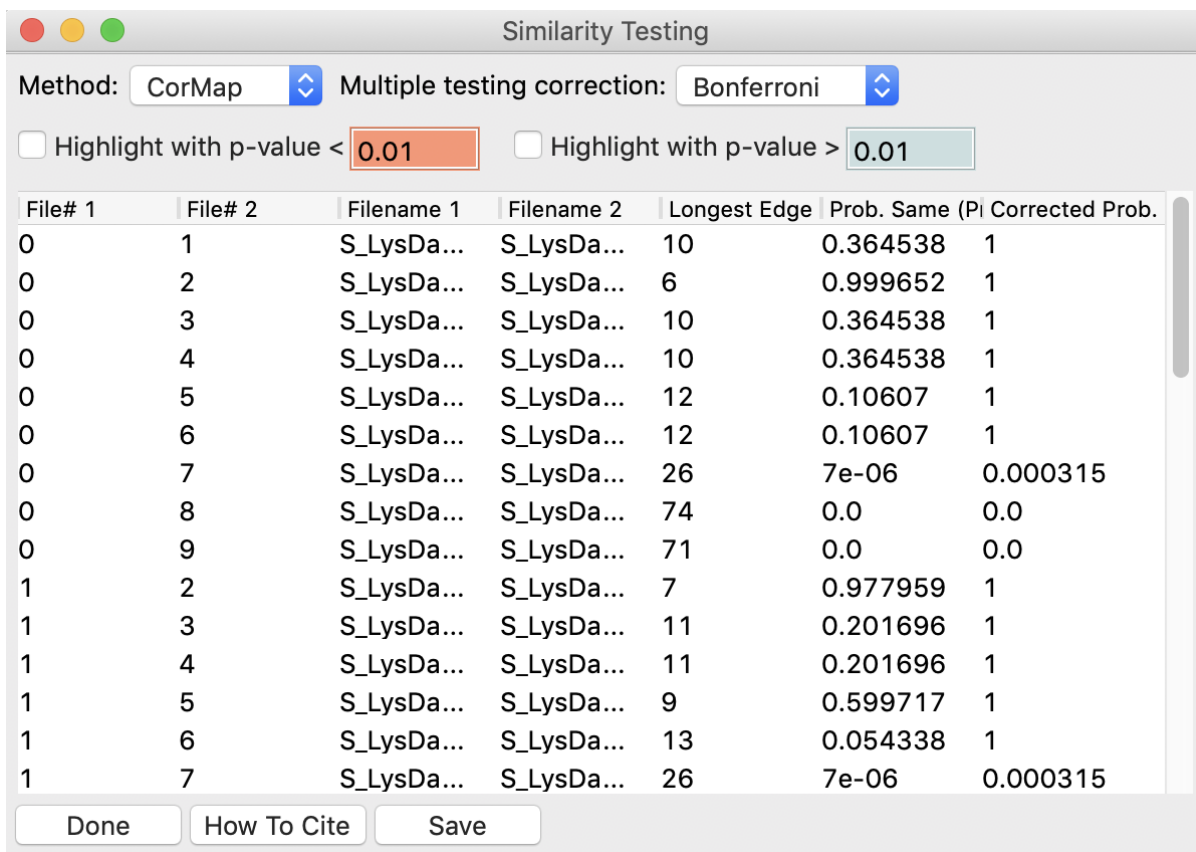 Similarity Testing
Method: CorMap Multiple testing correction: Bonferroni
Highlight with p-value < 0.01 Highlight with p-value > 0.01
File# 1 File# 2 Filename 1 Filename 2 Longest Edge Prob. Same (Pi Corrected Prob.
0 1 S_LysDa... S_LysDa... 10 0.364538 1
0 2 S_LysDa... S_LysDa... 6 0.999652 1
0 3 S_LysDa... S_LysDa... 10 0.364538 1
0 4 S_LysDa... S_LysDa... 10 0.364538 1
0 5 S_LysDa... S_LysDa... 12 0.10607 1
0 6 S_LysDa... S_LysDa... 12 0.10607 1
0 7 S_LysDa... S_LysDa... 26 7e-06 0.000315
0 8 S_LysDa... S_LysDa... 74 0.0 0.0
0 9 S_LysDa... S_LysDa... 71 0.0 0.0
1 2 S_LysDa... S_LysDa... 7 0.977959 1
1 3 S_LysDa... S_LysDa... 11 0.201696 1
1 4 S_LysDa... S_LysDa... 11 0.201696 1
1 5 S_LysDa... S_LysDa... 9 0.599717 1
1 6 S_LysDa... S_LysDa... 13 0.054338 1
1 7 S_LysDa... S_LysDa... 26 7e-06 0.000315
Done How To Cite Save